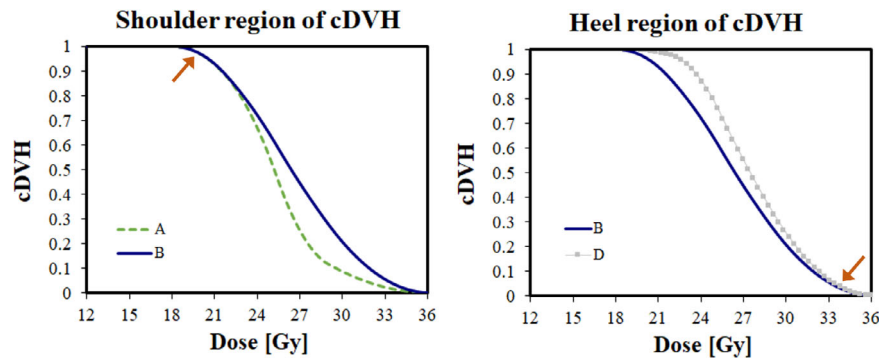 Shoulder region of cDVH
1
0.9
0.8
0.7
0.6
0.5
0.4
0.3
0.2
0.1
0
cDVH
A
B
12 15 18 21 24 27 30 33 36
Dose [Gy]
Heel region of cDVH
1
0.9
0.8
0.7
0.6
0.5
0.4
0.3
0.2
0.1
0
cDVH
B
D
12 15 18 21 24 27 30 33 36
Dose [Gy]